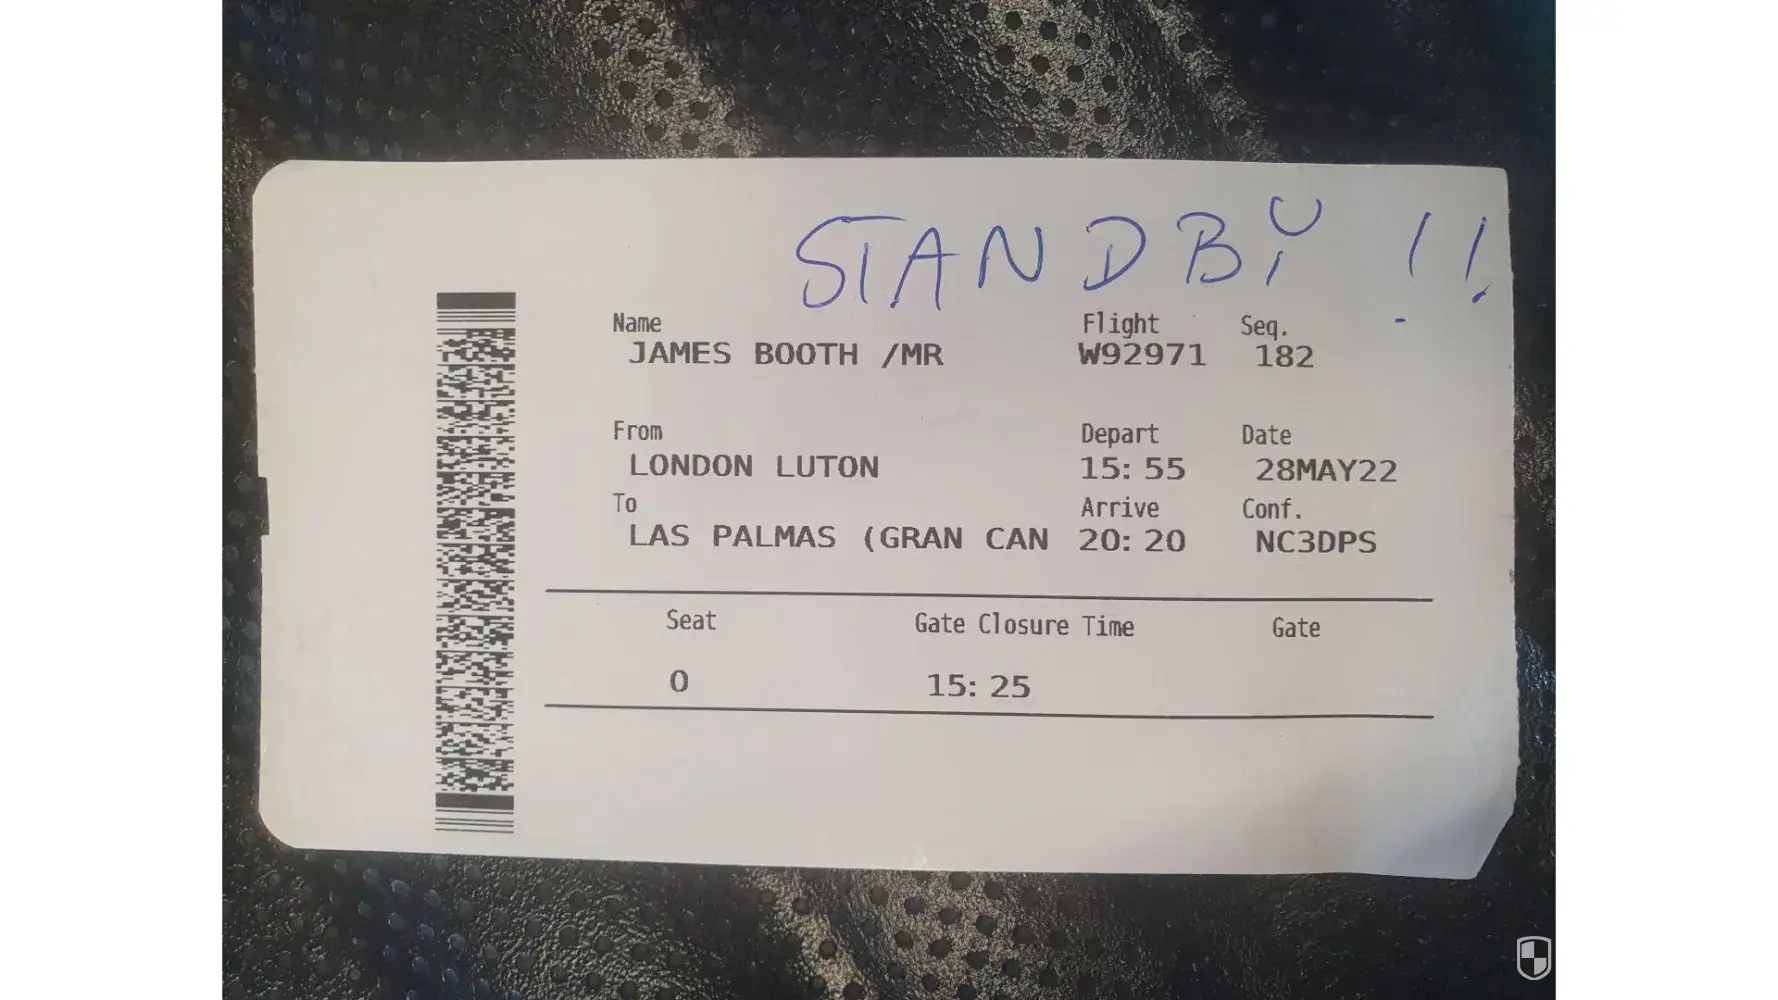 STANDBY !!
Name Flight Seq.
JAMES BOOTH /MR W92971 182
From Depart Date
LONDON LUTON 15: 55 28MAY22
To Arrive Conf.
LAS PALMAS (GRAN CAN 20: 20 NC3DPS
Seat Gate Closure Time Gate
0 15: 25